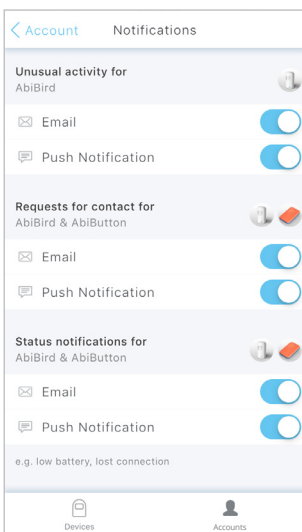 Account Notifications
Unusual activity for
AbiBird
Email
Push Notification
Requests for contact for
AbiBird & AbiButton
Email
Push Notification
Status notifications for
AbiBird & AbiButton
Email
Push Notification
e.g. low battery, lost connection
Devices Accounts